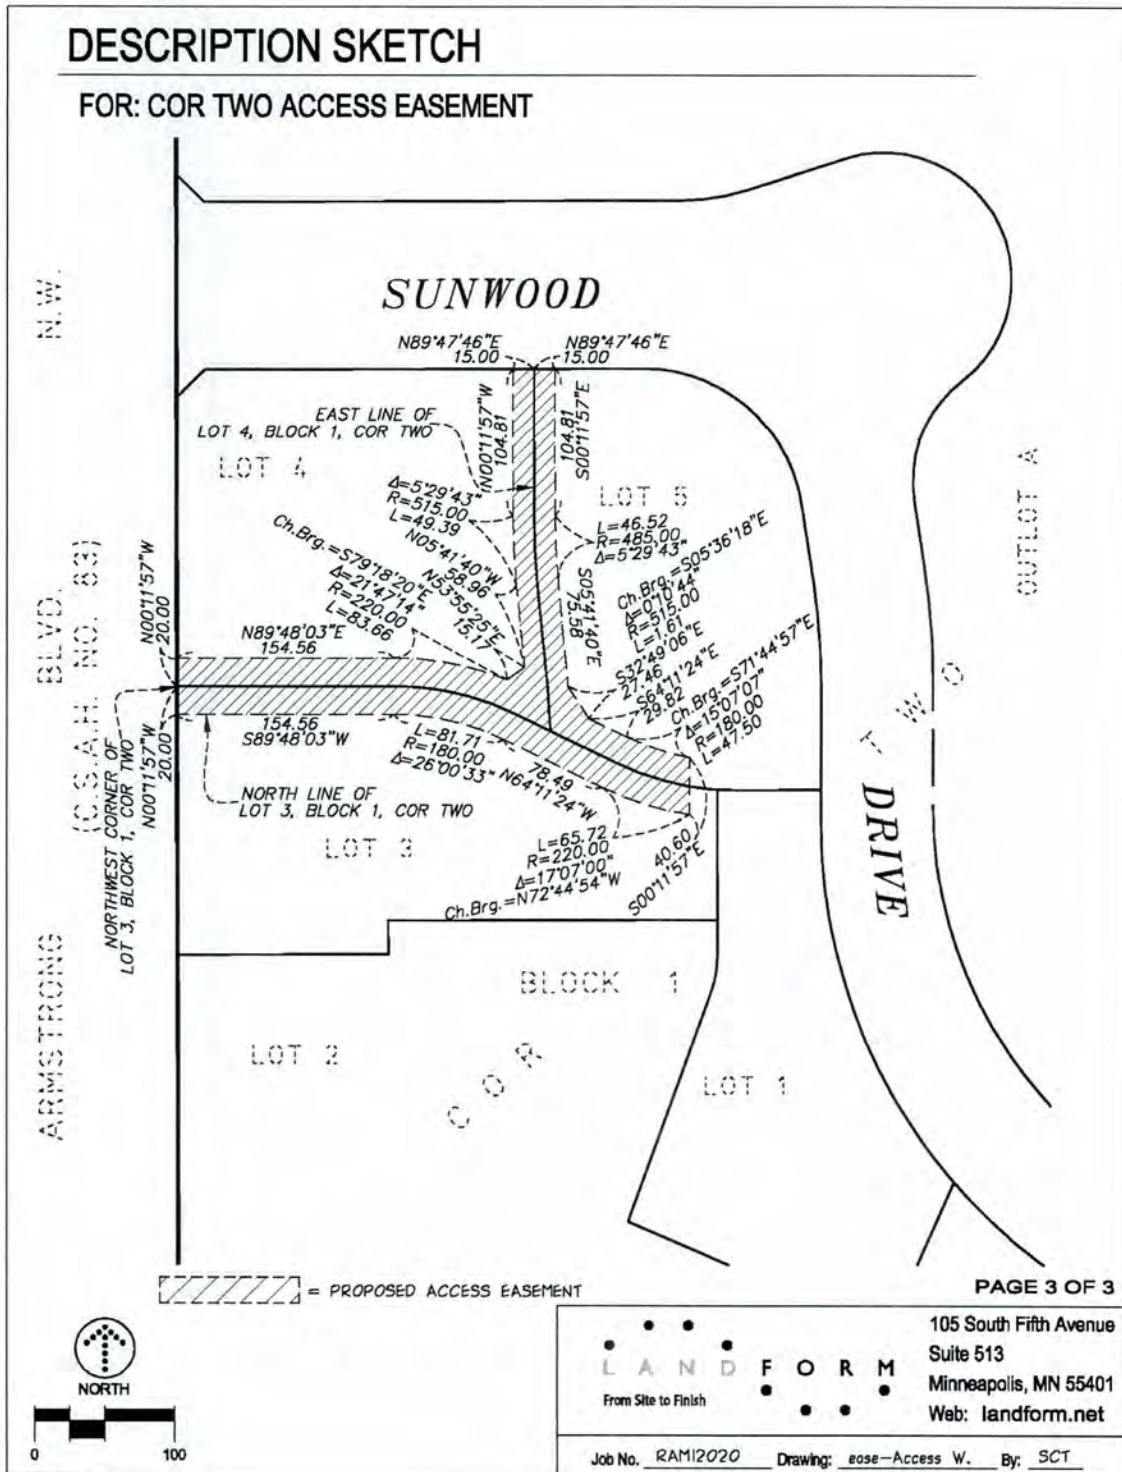 DESCRIPTION SKETCH
FOR: COR TWO ACCESS EASEMENT
SUNWOOD
N89°47'46"E
15.00
N89°47'46"E
15.00
N.W.
EAST LINE OF
LOT 4, BLOCK 1, COR TWO
N00°11'57"W
104.81
104.81
S00°11'57"E
LOT 4
LOT 5
OUTLOT A
Δ=5°29'43"
R=515.00
L=49.39
N05°41'40"W
58.96
N53°55'25"E
15.17
Ch.Brg.=S79°18'20"E
Δ=21°47'14"
R=220.00
L=83.66
L=46.52
R=485.00
Δ=5°29'43"
S05°41'40"E
75.58
Ch.Brg.=S05°36'18"E
Δ=0°10'44"
R=515.00
L=1.61
S32°49'06"E
27.46
S64°11'24"E
29.82
Ch.Brg.=S71°44'57"E
Δ=15°07'07"
R=180.00
L=47.50
BLVD.
(C.S.A.H. NO. 83)
N00°11'57"W
20.00
N89°48'03"E
154.56
154.56
S89°48'03"W
N00°11'57"W
20.00
L=81.71
R=180.00
Δ=26°00'33"
78.49
N64°11'24"W
NORTH LINE OF
LOT 3, BLOCK 1, COR TWO
NORTHWEST CORNER OF
LOT 3, BLOCK 1, COR TWO
LOT 3
L=65.72
R=220.00
Δ=17°07'00"
Ch.Brg.=N72°44'54"W
40.60
S00°11'57"E
TWO
DRIVE
ARMSTRONG
BLOCK 1
LOT 2
COR
LOT 1
= PROPOSED ACCESS EASEMENT
PAGE 3 OF 3
NORTH
0 100
LANDFORM
From Site to Finish
105 South Fifth Avenue
Suite 513
Minneapolis, MN 55401
Web: landform.net
Job No. RAMI2020 Drawing: ease-Access W. By: SCT